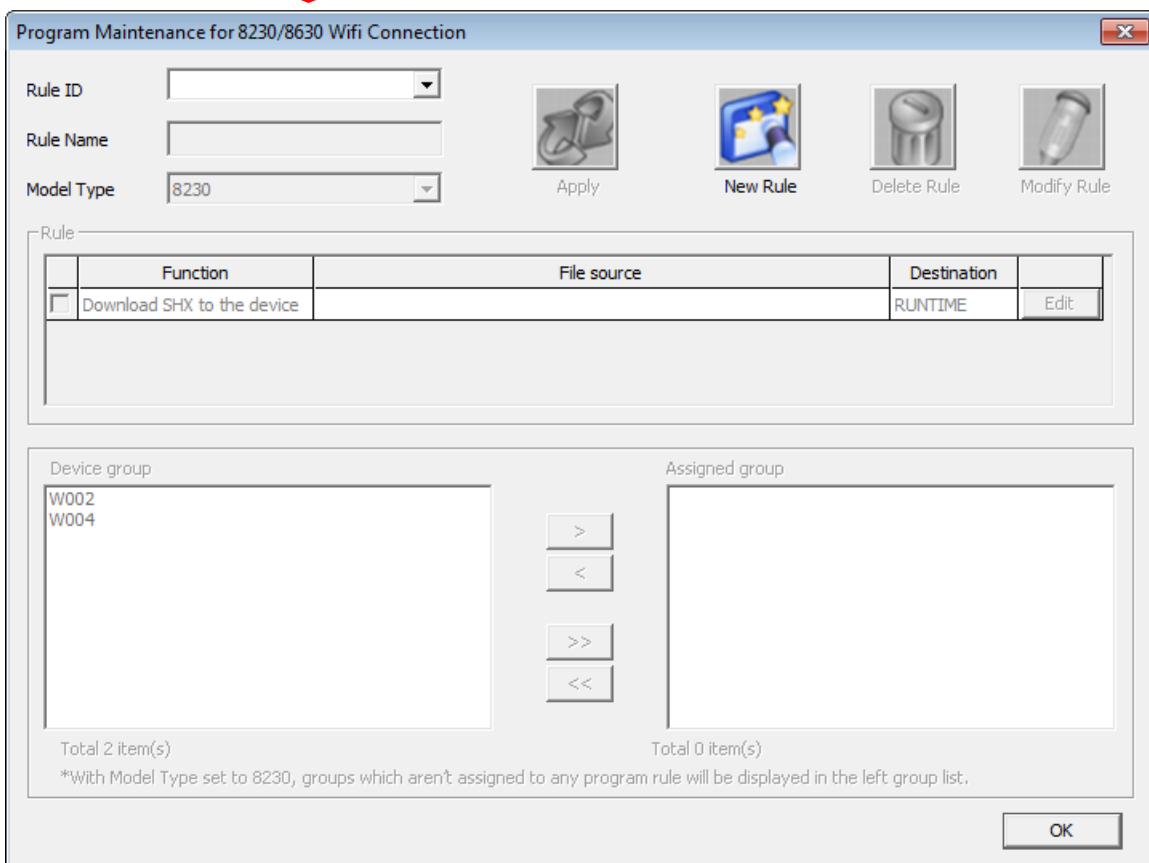 Program Maintenance for 8230/8630 Wifi Connection
Rule ID
Rule Name
Model Type 8230
Apply New Rule Delete Rule Modify Rule
Rule
Function File source Destination
Download SHX to the device RUNTIME Edit
Device group Assigned group
W002
W004
>
<
>>
<<
Total 2 item(s) Total 0 item(s)
*With Model Type set to 8230, groups which aren't assigned to any program rule will be displayed in the left group list.
OK